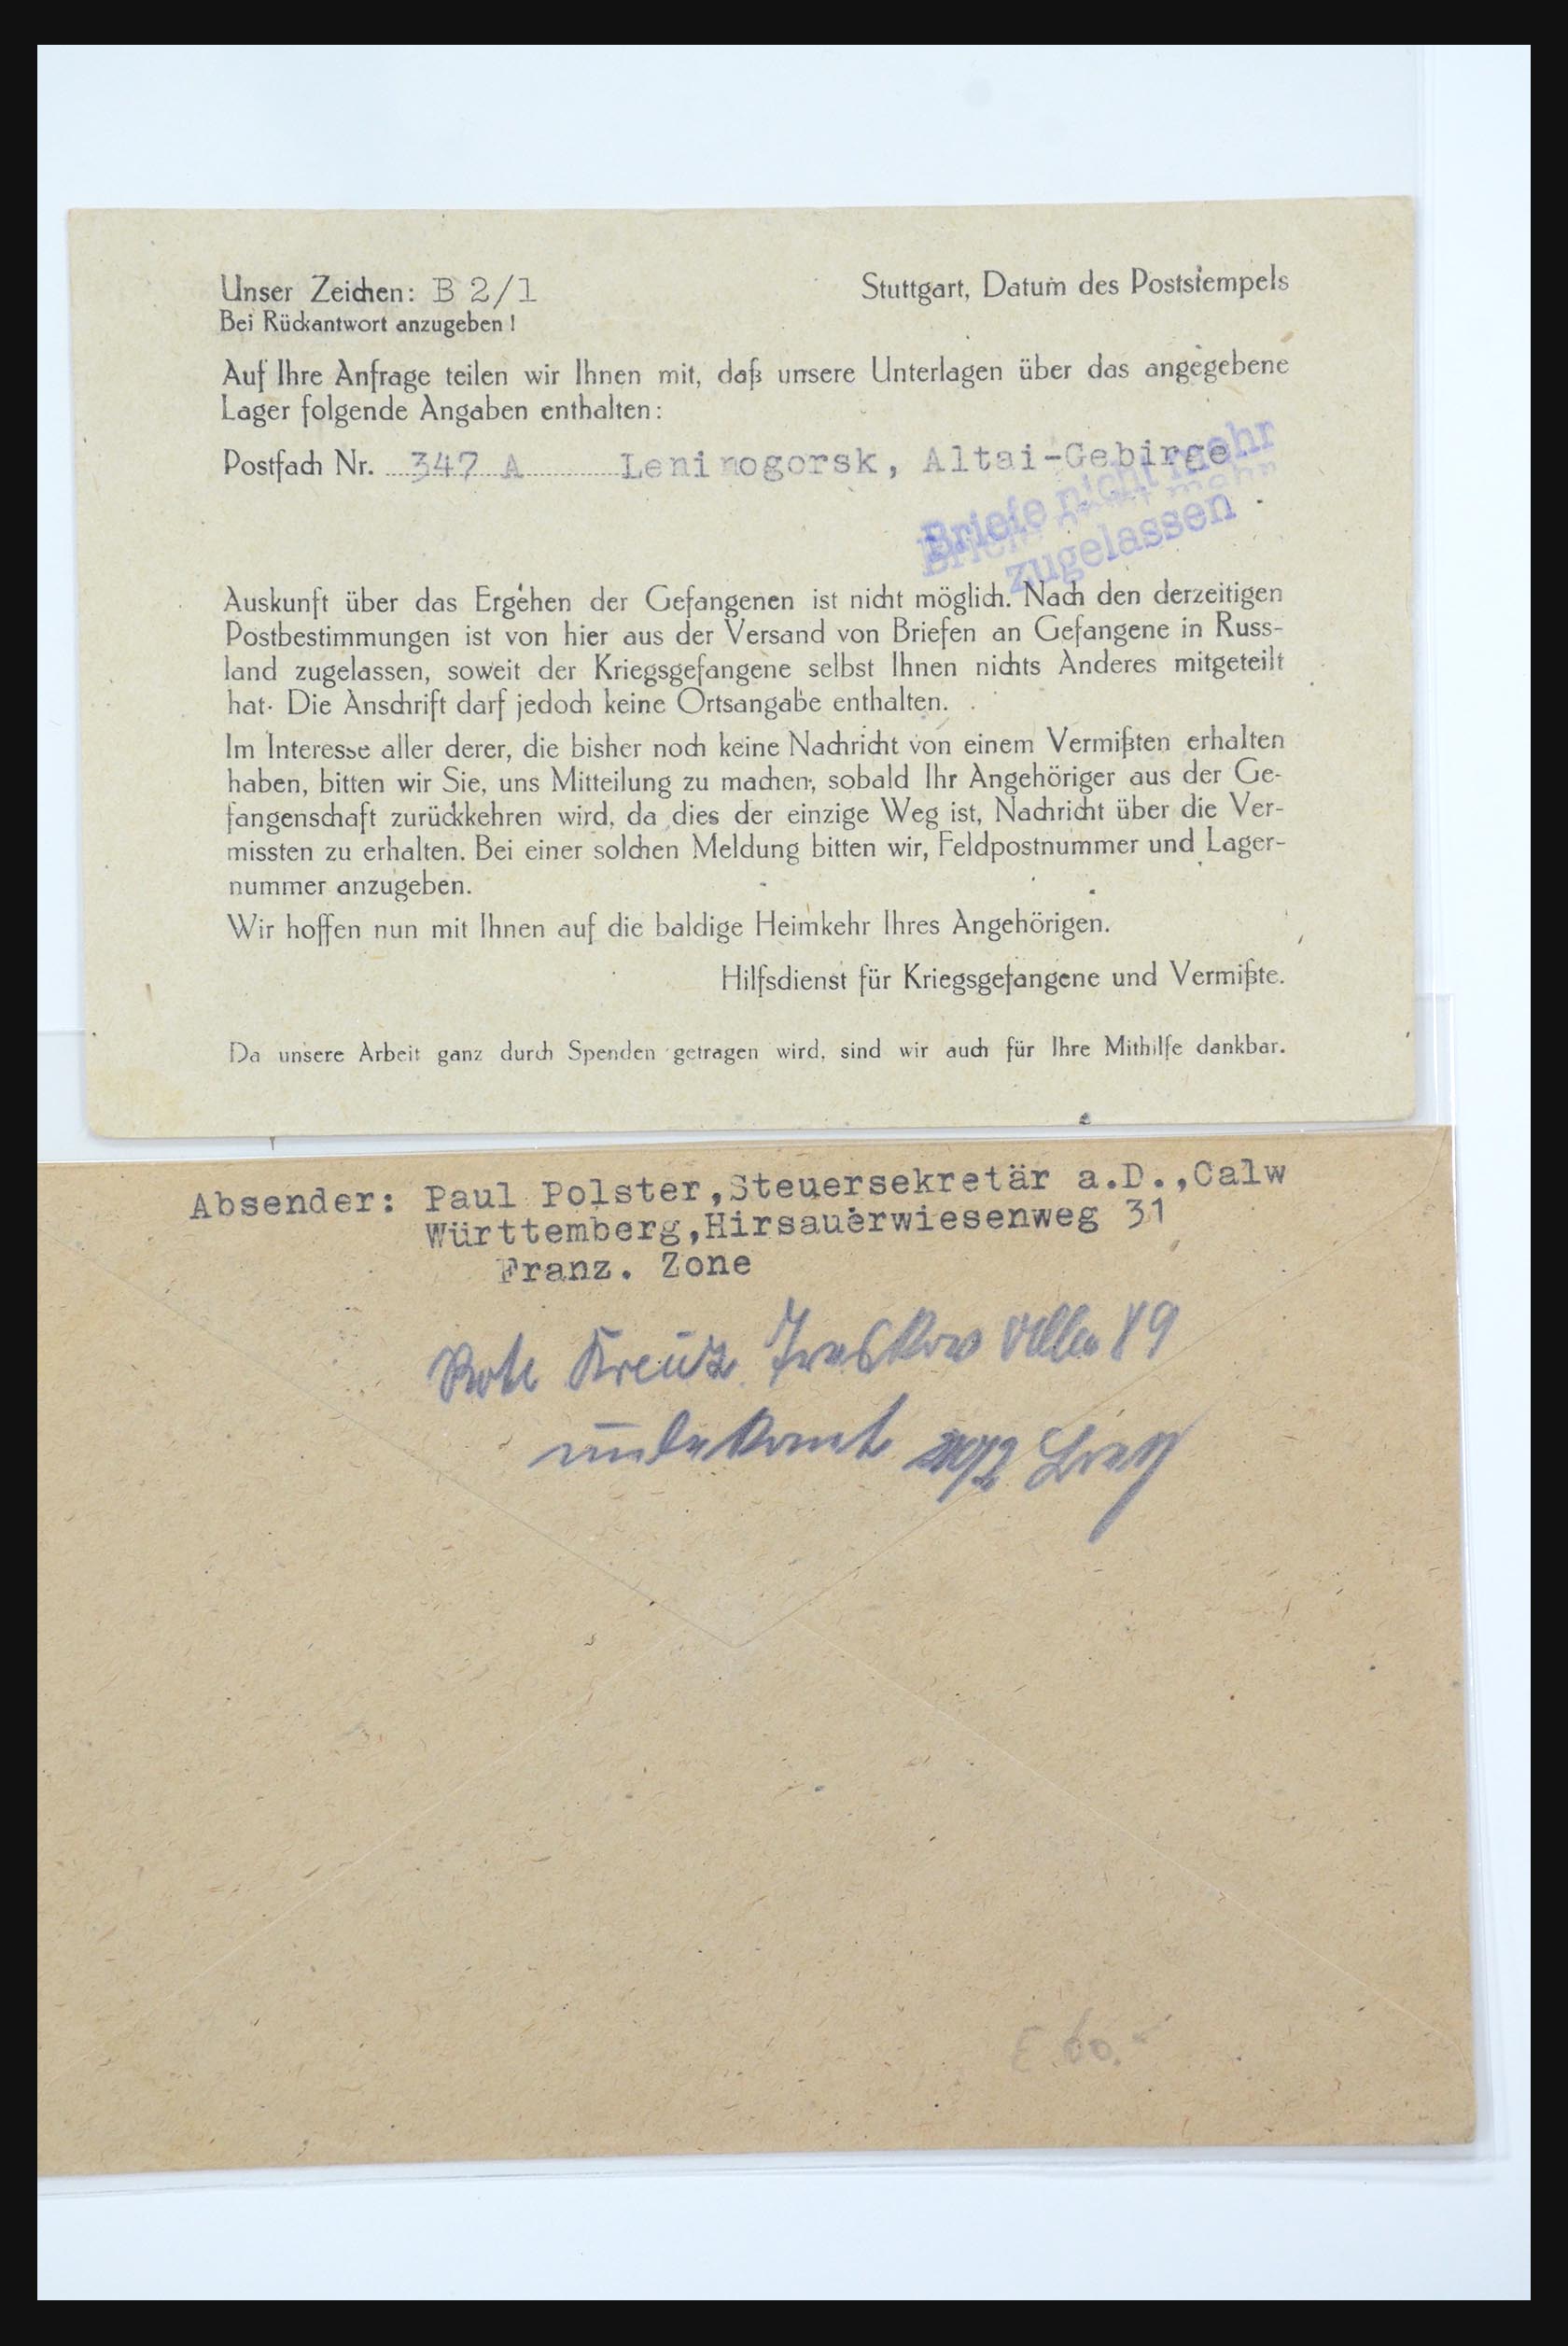 Unser Zeichen: B 2/1
Stuttgart, Datum des Poststempels
Bei Rückantwort anzugeben!
Auf Ihre Anfrage teilen wir Ihnen mit, daß unsere Unterlagen über das angegebene
Lager folgende Angaben enthalten:
Postfach Nr. 347 A Leninogorsk, Altai-Gebirge
Briefe nicht mehr
zugelassen
Auskunft über das Ergehen der Gefangenen ist nicht möglich. Nach den derzeitigen
Postbestimmungen ist von hier aus der Versand von Briefen an Gefangene in Russ-
land zugelassen, soweit der Kriegsgefangene selbst Ihnen nichts Anderes mitgeteilt
hat. Die Anschrift darf jedoch keine Ortsangabe enthalten.
Im Interesse aller derer, die bisher noch keine Nachricht von einem Vermißten erhalten
haben, bitten wir Sie, uns Mitteilung zu machen, sobald Ihr Angehöriger aus der Ge-
fangenschaft zurückkehren wird, da dies der einzige Weg ist, Nachricht über die Ver-
missten zu erhalten. Bei einer solchen Meldung bitten wir, Feldpostnummer und Lager-
nummer anzugeben.
Wir hoffen nun mit Ihnen auf die baldige Heimkehr Ihres Angehörigen.
Hilfsdienst für Kriegsgefangene und Vermißte.
Da unsere Arbeit ganz durch Spenden getragen wird, sind wir auch für Ihre Mithilfe dankbar.
Absender: Paul Polster,Steuersekretär a.D.,Calw
Württemberg,Hirsauerwiesenweg 31
Franz. Zone
Rote Kreuz Treskow 89
unbekannt
E 60.-